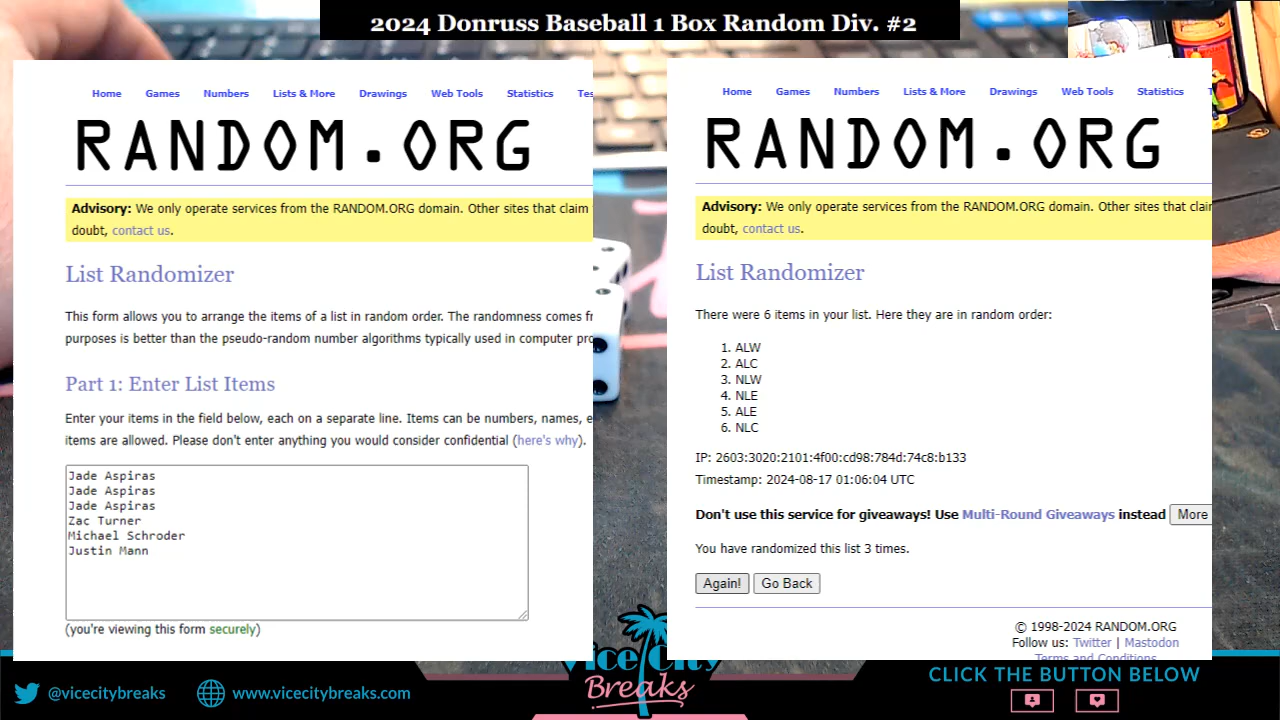 2024 Donruss Baseball 1 Box Random Div. #2
Home Games Numbers Lists & More Drawings Web Tools Statistics
RANDOM.ORG
Advisory: We only operate services from the RANDOM.ORG domain. Other sites that claim
doubt, contact us.
List Randomizer
This form allows you to arrange the items of a list in random order. The randomness comes
purposes is better than the pseudo-random number algorithms typically used in computer
Part 1: Enter List Items
Enter your items in the field below, each on a separate line. Items can be numbers, names,
items are allowed. Please don't enter anything you would consider confidential (here's why).
Jade Aspiras
Jade Aspiras
Jade Aspiras
Zac Turner
Michael Schroder
Justin Mann
(you're viewing this form securely)
Home Games Numbers Lists & More Drawings Web Tools Statistics
RANDOM.ORG
Advisory: We only operate services from the RANDOM.ORG domain. Other sites that
doubt, contact us.
List Randomizer
There were 6 items in your list. Here they are in random order:
1. ALW
2. ALC
3. NLW
4. NLE
5. ALE
6. NLC
IP: 2603:3020:2101:4f00:cd98:784d:74c8:b133
Timestamp: 2024-08-17 01:06:04 UTC
Don't use this service for giveaways! Use Multi-Round Giveaways instead More
You have randomized this list 3 times.
Again! Go Back
© 1998-2024 RANDOM.ORG
Follow us: Twitter | Mastodon
Terms and Conditions
@vicecitybreaks www.vicecitybreaks.com
Vice City
Breaks
CLICK THE BUTTON BELOW